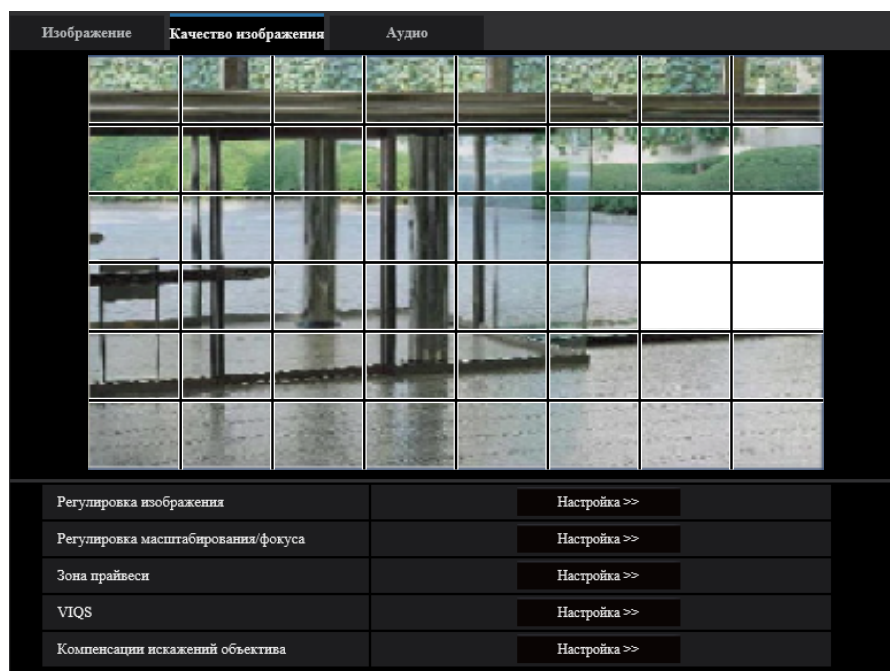 Изображение
Качество изображения
Аудио
Регулировка изображения
Настройка >>
Регулировка масштабирования/фокуса
Настройка >>
Зона прайвеси
Настройка >>
VIQS
Настройка >>
Компенсации искажений объектива
Настройка >>